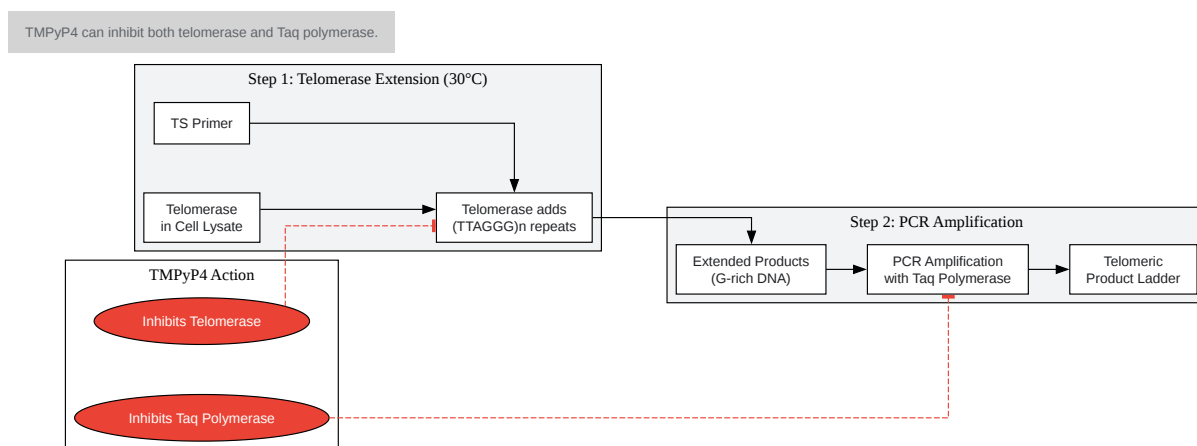 TMPyP4 can inhibit both telomerase and Taq polymerase.
Step 1: Telomerase Extension (30°C)
TS Primer
Telomerase
in Cell Lysate
Telomerase adds
(TTAGGG)n repeats
Step 2: PCR Amplification
Extended Products
(G-rich DNA)
PCR Amplification
with Taq Polymerase
Telomeric
Product Ladder
TMPyP4 Action
Inhibits Telomerase
Inhibits Taq Polymerase